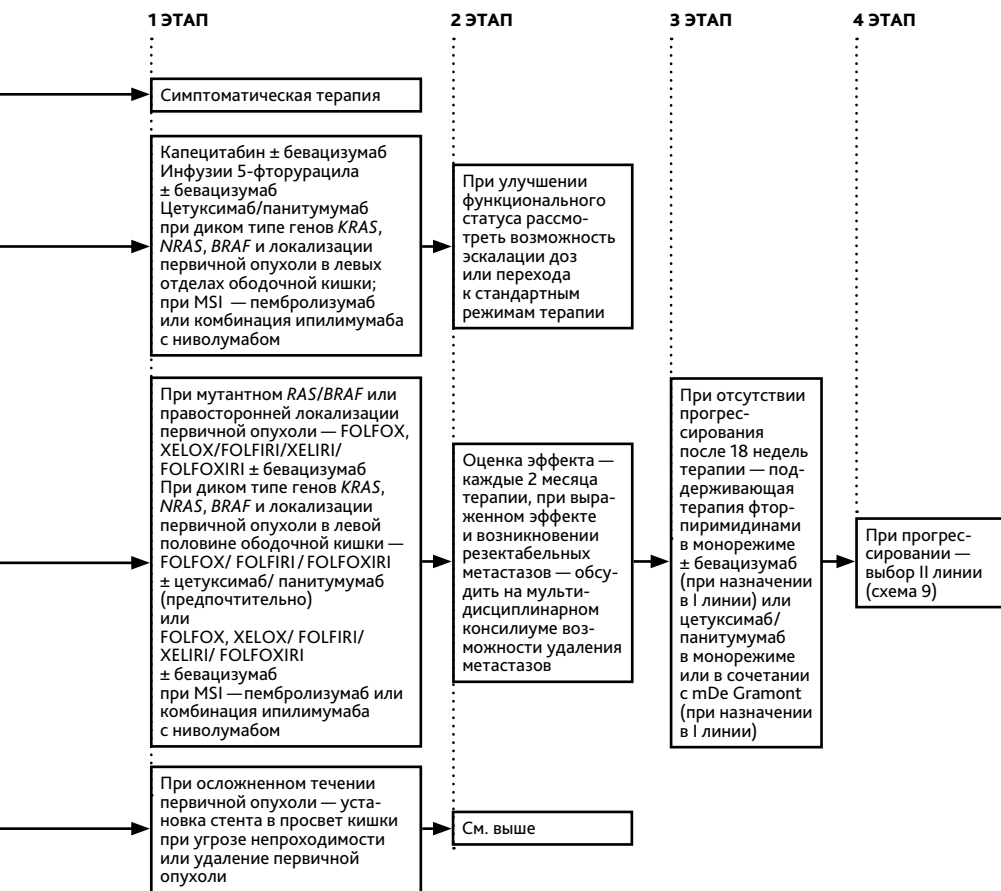 1 ЭТАП
2 ЭТАП
3 ЭТАП
4 ЭТАП
Симптоматическая терапия
Капецитабин ± бевацизумаб
Инфузии 5-фторурацила
± бевацизумаб
Цетуксимаб/панитумумаб
при диком типе генов KRAS,
NRAS, BRAF и локализации
первичной опухоли в левых
отделах ободочной кишки;
при MSI — пембролизумаб
или комбинация ипилимумаба
с ниволумабом
При улучшении
функционального
статуса рассмо-
треть возможность
эскалации доз
или перехода
к стандартным
режимам терапии
При мутантном RAS/BRAF или
правосторонней локализации
первичной опухоли — FOLFOX,
XELOX/FOLFIRI/XELIRI/
FOLFOXIRI ± бевацизумаб
При диком типе генов KRAS,
NRAS, BRAF и локализации
первичной опухоли в левой
половине ободочной кишки —
FOLFOX/ FOLFIRI / FOLFOXIRI
± цетуксимаб/ панитумумаб
(предпочтительно)
или
FOLFOX, XELOX/ FOLFIRI/
XELIRI/ FOLFOXIRI
± бевацизумаб
при MSI — пембролизумаб или
комбинация ипилимумаба
с ниволумабом
Оценка эффекта —
каждые 2 месяца
терапии, при выра-
женном эффекте
и возникновении
резектабельных
метастазов — обсу-
дить на мульти-
дисциплинарном
консилиуме воз-
можности удаления
метастазов
При отсутствии
прогрес-
сирования
после 18 недель
терапии — под-
держивающая
терапия фтор-
пиримидинами
в монорежиме
± бевацизумаб
(при назначении
в I линии) или
цетуксимаб/
панитумумаб
в монорежиме
или в сочетании
с mDe Gramont
(при назначении
в I линии)
При прогрес-
сировании —
выбор II линии
(схема 9)
При осложненном течении
первичной опухоли — уста-
новка стента в просвет кишки
при угрозе непроходимости
или удаление первичной
опухоли
См. выше